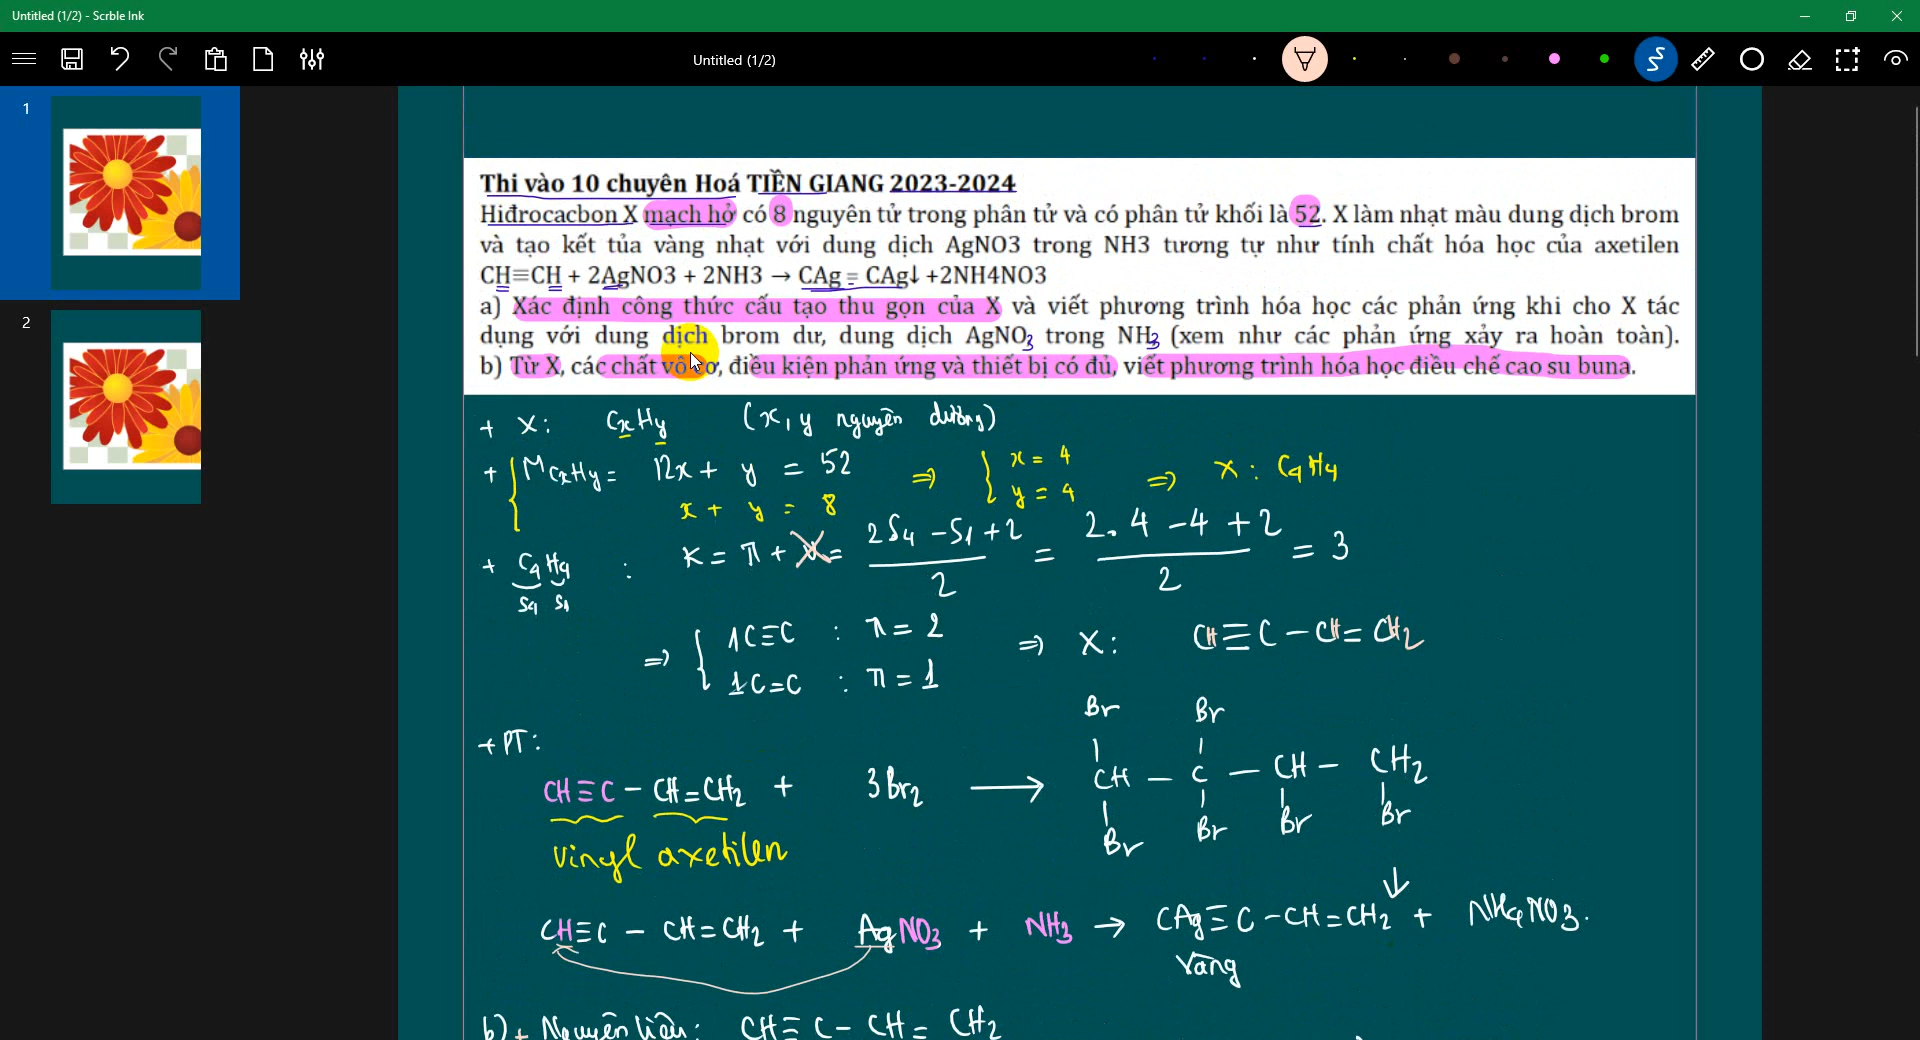 Untitled (1/2) - Scrble Ink
Untitled (1/2)
1
2
Thi vào 10 chuyên Hoá TIỀN GIANG 2023-2024
Hiđrocacbon X mạch hở có 8 nguyên tử trong phân tử và có phân tử khối là 52. X làm nhạt màu dung dịch brom
và tạo kết tủa vàng nhạt với dung dịch AgNO3 trong NH3 tương tự như tính chất hóa học của axetilen
CH≡CH + 2AgNO3 + 2NH3 → CAg ≡ CAg↓ +2NH4NO3
a) Xác định công thức cấu tạo thu gọn của X và viết phương trình hóa học các phản ứng khi cho X tác
dụng với dung dịch brom dư, dung dịch AgNO3 trong NH3 (xem như các phản ứng xảy ra hoàn toàn).
b) Từ X, các chất vô cơ, điều kiện phản ứng và thiết bị có đủ, viết phương trình hóa học điều chế cao su buna.
+ X: CxHy (x, y nguyên dương)
+ { MCxHy = 12x + y = 52 ⇒ { x = 4 ⇒ X : C4H4
x + y = 8 y = 4
+ C4H4 : K = π + v = (2S4 - S1 + 2)/2 = (2.4 - 4 + 2)/2 = 3
S4 S1
⇒ { 1C≡C : π = 2 ⇒ X : CH≡C - CH = CH2
1C=C : π = 1
Br Br
+ PT:
CH≡C - CH=CH2 + 3Br2 → CH - C - CH - CH2
Br Br Br Br
vinyl axetilen
CH≡C - CH=CH2 + AgNO3 + NH3 → CAg≡C - CH=CH2 ↓ + NH4NO3.
Vàng
b) + Nguyên liệu: CH≡C - CH = CH2